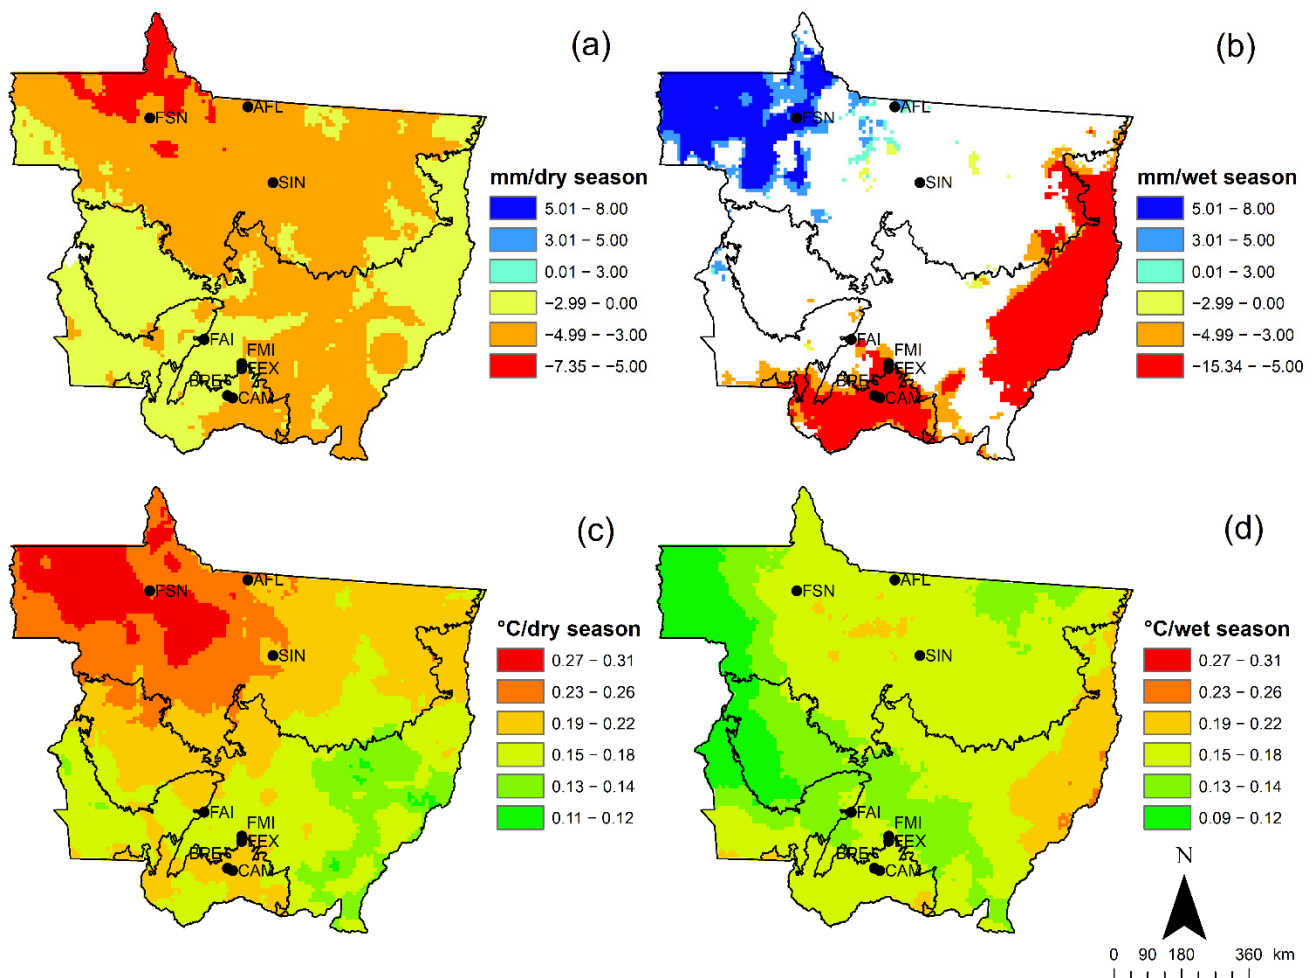 (a)
AFL
FSN
SIN
mm/dry season
5.01 – 8.00
3.01 – 5.00
0.01 – 3.00
−2.99 – 0.00
−4.99 – −3.00
−7.35 – −5.00
FAI
FMI
FEX
BRE
CAM
(b)
AFL
FSN
SIN
mm/wet season
5.01 – 8.00
3.01 – 5.00
0.01 – 3.00
−2.99 – 0.00
−4.99 – −3.00
−15.34 – −5.00
FAI
FMI
FEX
BRE
CAM
(c)
AFL
FSN
SIN
°C/dry season
0.27 – 0.31
0.23 – 0.26
0.19 – 0.22
0.15 – 0.18
0.13 – 0.14
0.11 – 0.12
FAI
FMI
FEX
BRE
CAM
(d)
AFL
FSN
SIN
°C/wet season
0.27 – 0.31
0.23 – 0.26
0.19 – 0.22
0.15 – 0.18
0.13 – 0.14
0.09 – 0.12
FAI
FMI
FEX
BRE
CAM
N
0 90 180 360 km